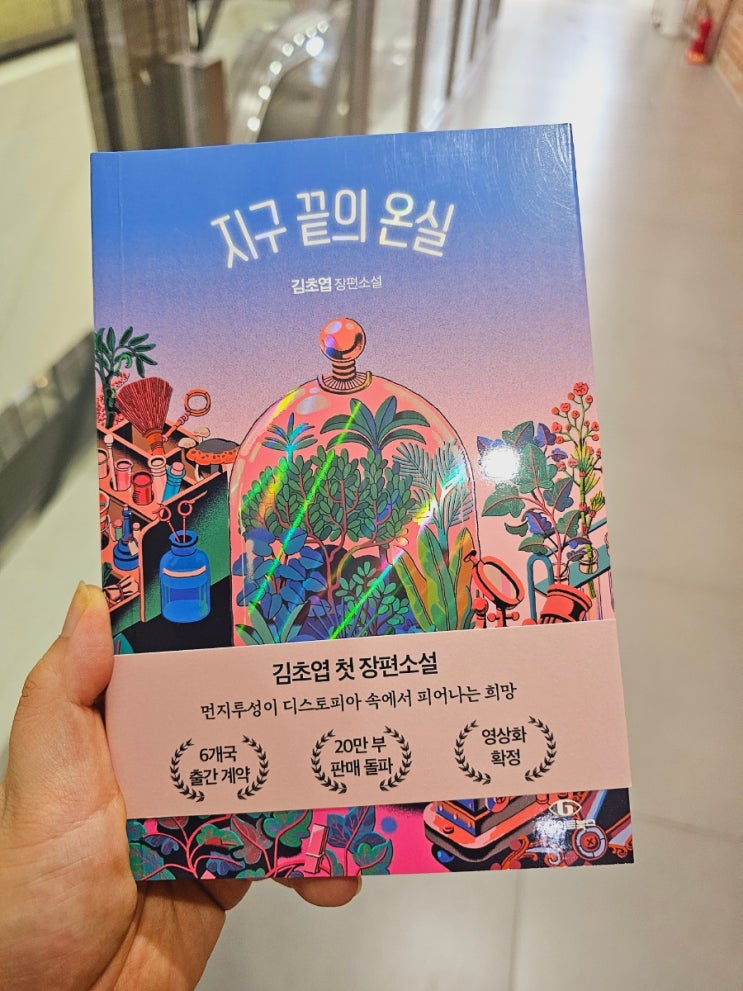 지구 끝의 온실
김초엽 장편소설
김초엽 첫 장편소설
먼지투성이 디스토피아 속에서 피어나는 희망
6개국
출간 계약
20만 부
판매 돌파
영상화
확정